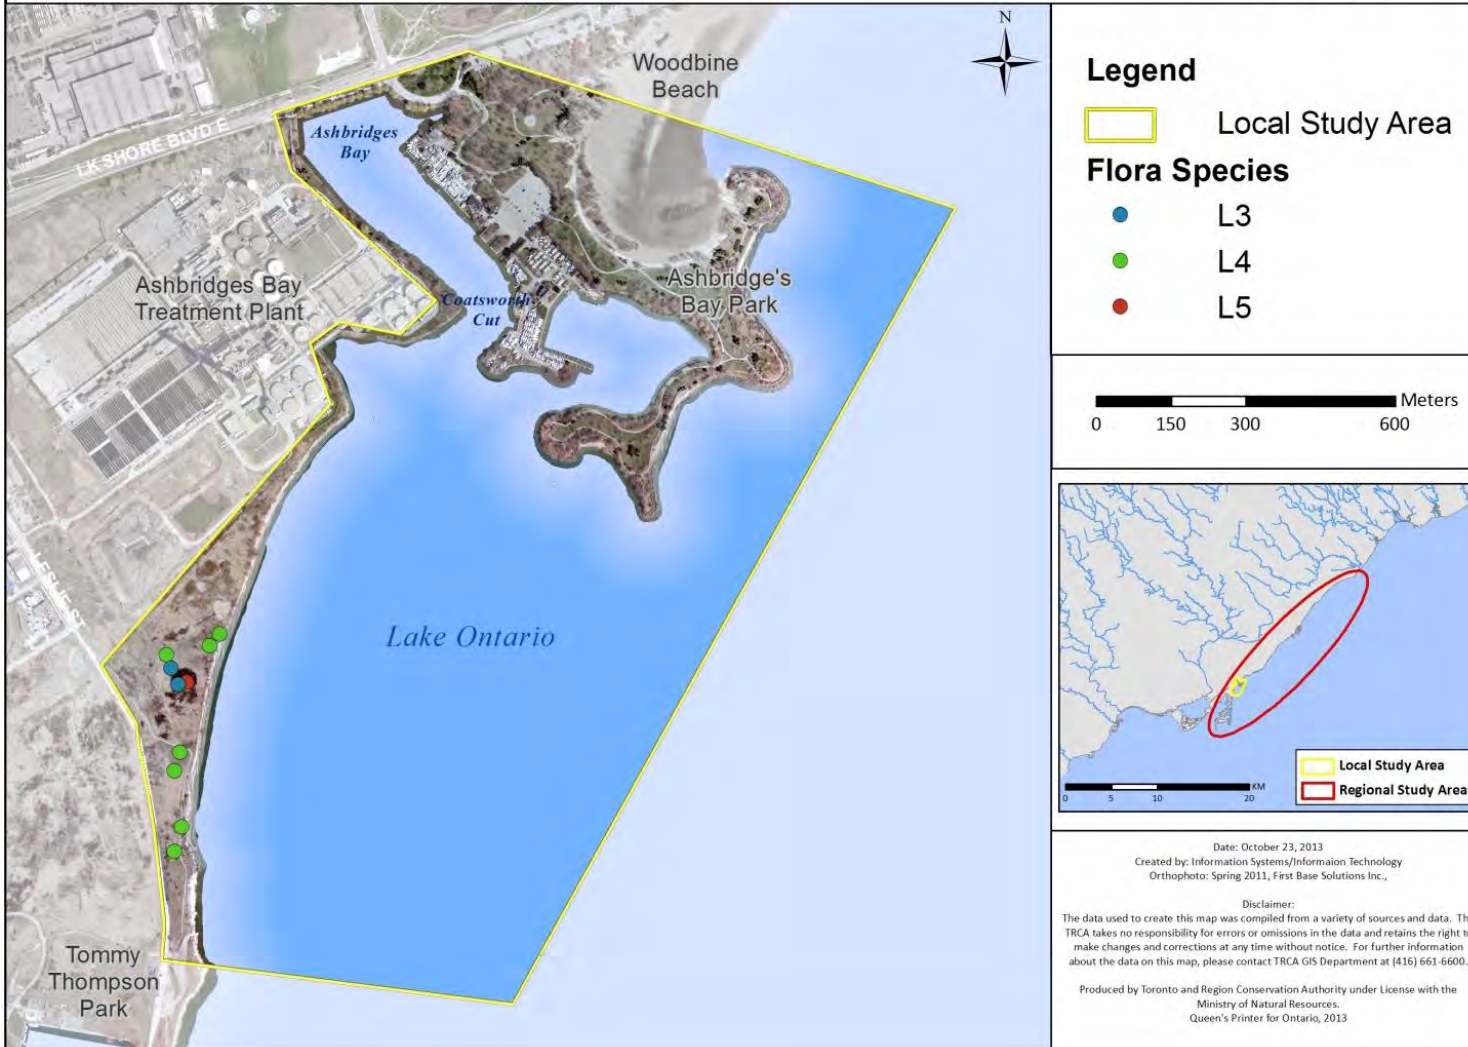 N
Woodbine
Beach
Ashbridges
Bay
LK SHORE BLVD E
Ashbridges Bay
Treatment Plant
Coatsworth
Cut
Ashbridge's
Bay Park
LESLIE ST
Lake Ontario
Tommy
Thompson
Park
Legend
Local Study Area
Flora Species
L3
L4
L5
Meters
0 150 300 600
KM
0 5 10 20
Local Study Area
Regional Study Area
Date: October 23, 2013
Created by: Information Systems/Informaion Technology
Orthophoto: Spring 2011, First Base Solutions Inc.,
Disclaimer:
The data used to create this map was compiled from a variety of sources and data. Th
TRCA takes no responsibility for errors or omissions in the data and retains the right t
make changes and corrections at any time without notice. For further information
about the data on this map, please contact TRCA GIS Department at (416) 661-6600.
Produced by Toronto and Region Conservation Authority under License with the
Ministry of Natural Resources.
Queen's Printer for Ontario, 2013